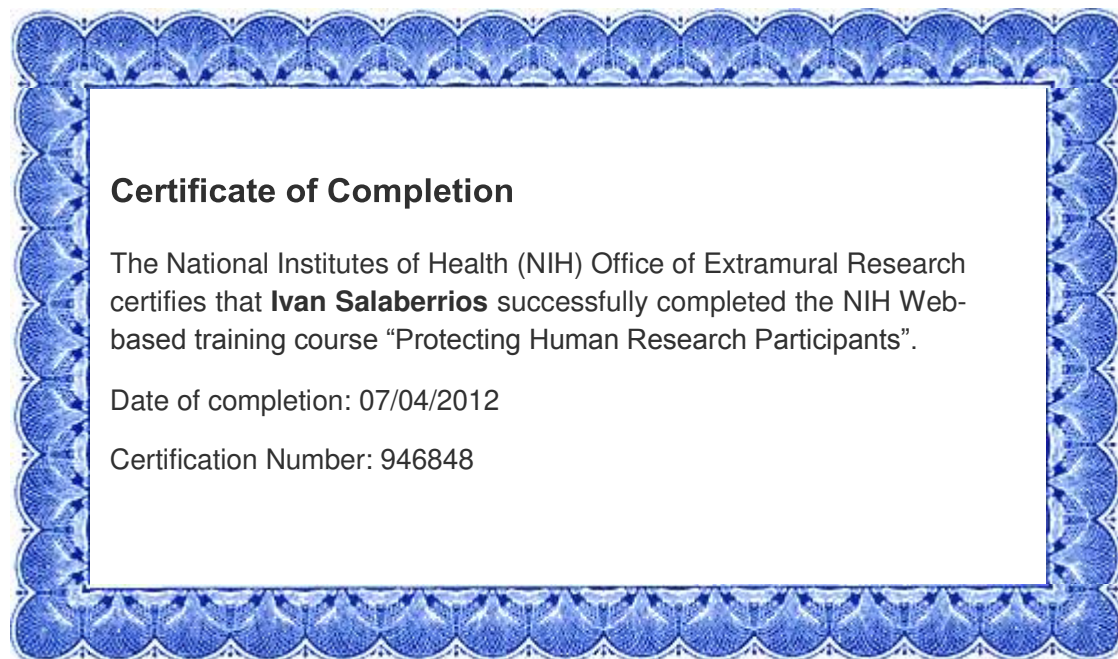 Certificate of Completion
The National Institutes of Health (NIH) Office of Extramural Research
certifies that Ivan Salaberrios successfully completed the NIH Web-
based training course “Protecting Human Research Participants”.
Date of completion: 07/04/2012
Certification Number: 946848